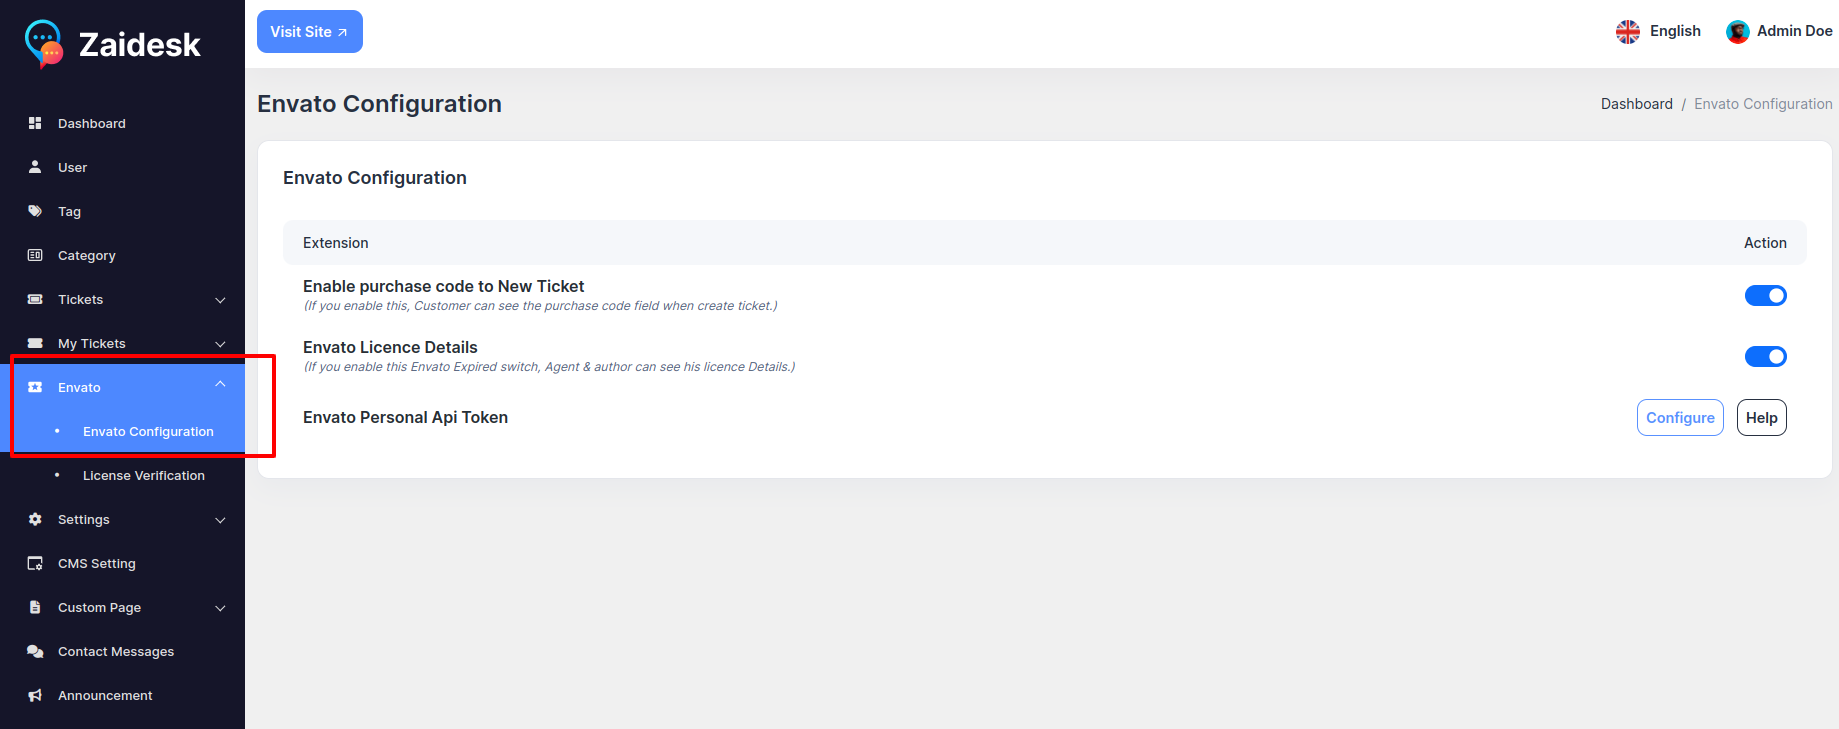 Zaidesk
Visit Site
English
Admin Doe
Dashboard
User
Tag
Category
Tickets
My Tickets
Envato
Envato Configuration
License Verification
Settings
CMS Setting
Custom Page
Contact Messages
Announcement
Envato Configuration
Dashboard / Envato Configuration
Envato Configuration
Extension Action
Enable purchase code to New Ticket
(If you enable this, Customer can see the purchase code field when create ticket.)
Envato Licence Details
(If you enable this Envato Expired switch, Agent & author can see his licence Details.)
Envato Personal Api Token
Configure Help